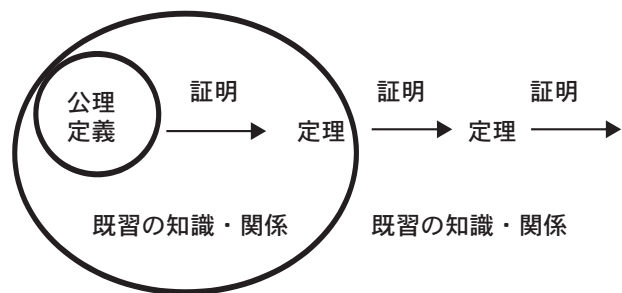 公理
定義
証明
定理
証明
定理
証明
既習の知識・関係
既習の知識・関係